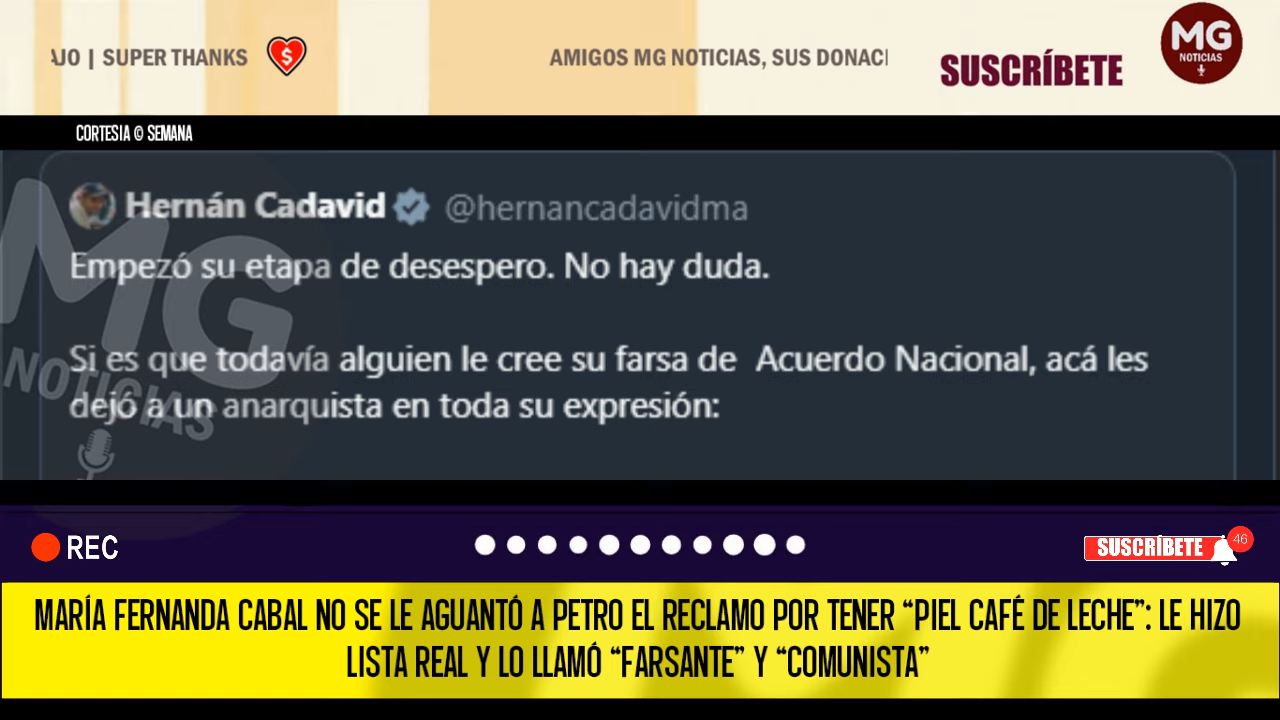 AJO | SUPER THANKS
$
AMIGOS MG NOTICIAS, SUS DONACI
SUSCRÍBETE
MG
NOTICIAS
CORTESIA © SEMANA
Hernán Cadavid @hernancadavidma
Empezó su etapa de desespero. No hay duda.
Si es que todavía alguien le cree su farsa de Acuerdo Nacional, acá les
dejó a un anarquista en toda su expresión:
MG
NOTICIAS
REC
SUSCRÍBETE
46
MARÍA FERNANDA CABAL NO SE LE AGUANTÓ A PETRO EL RECLAMO POR TENER “PIEL CAFÉ DE LECHE”: LE HIZO
LISTA REAL Y LO LLAMÓ “FARSANTE” Y “COMUNISTA”